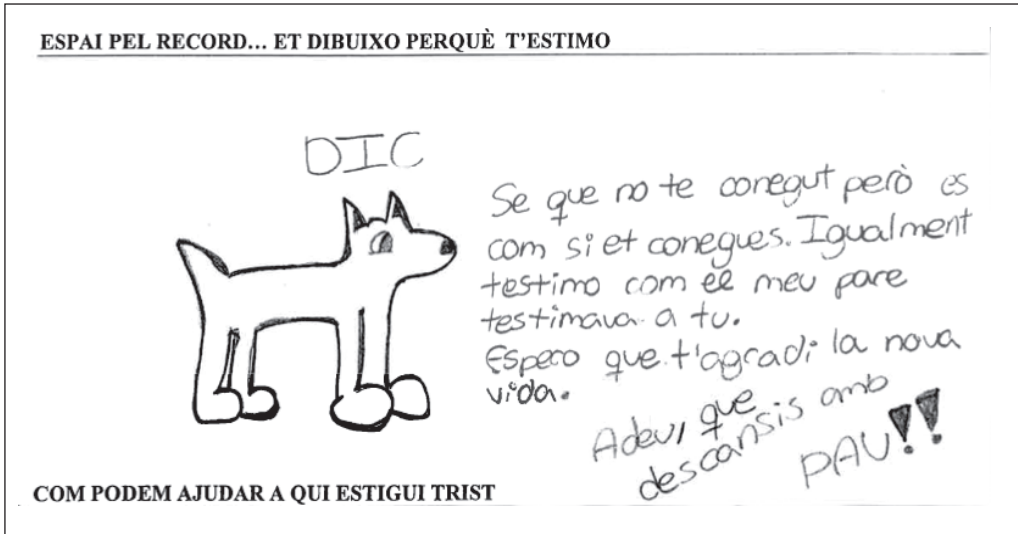 ESPAI PEL RECORD... ET DIBUIXO PERQUÈ T'ESTIMO
DIC
Se que no te conegut però es
com si et conegues. Igualment
testimo com el meu pare
testimava a tu.
Espero que t'agradi la nova
vida.
Adeu, que
descansis amb
PAU!!
COM PODEM AJUDAR A QUI ESTIGUI TRIST